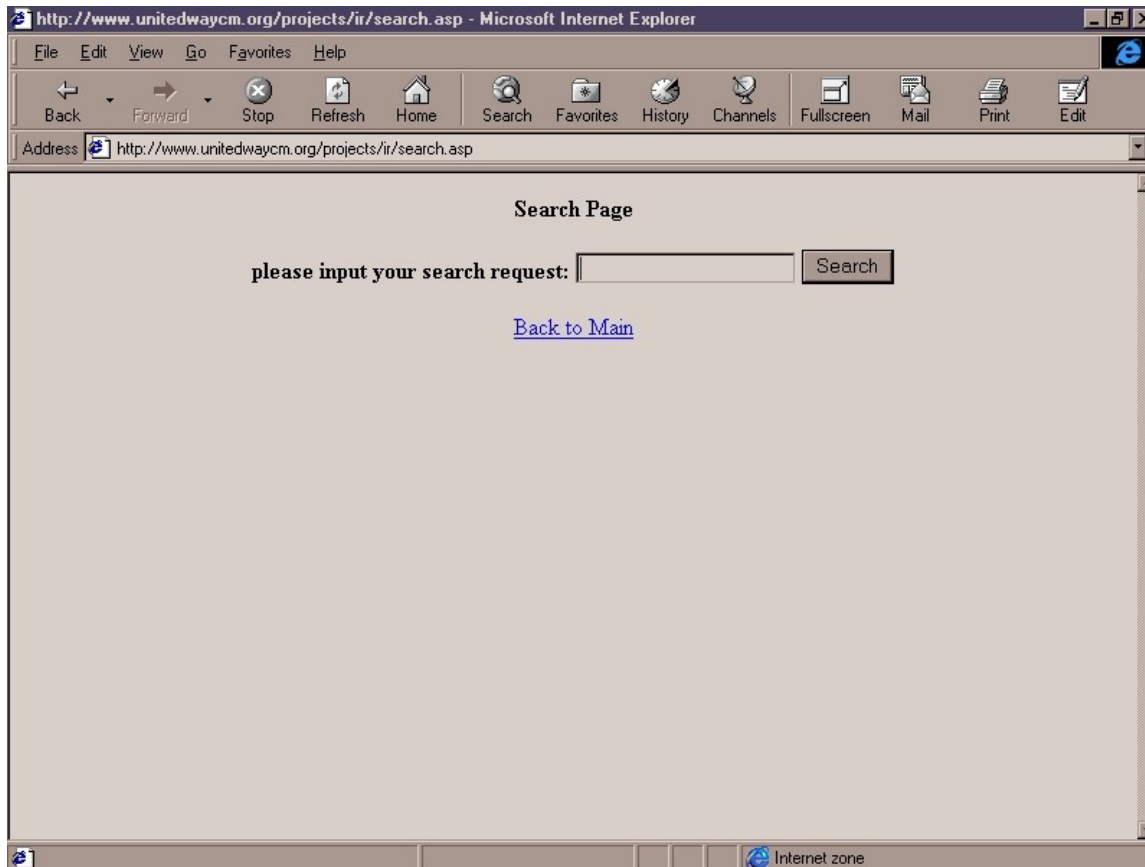 http://www.unitedwaycm.org/projects/ir/search.asp - Microsoft Internet Explorer
File Edit View Go Favorites Help
Back Forward Stop Refresh Home Search Favorites History Channels Fullscreen Mail Print Edit
Address http://www.unitedwaycm.org/projects/ir/search.asp
Search Page
please input your search request: Search
Back to Main
Internet zone